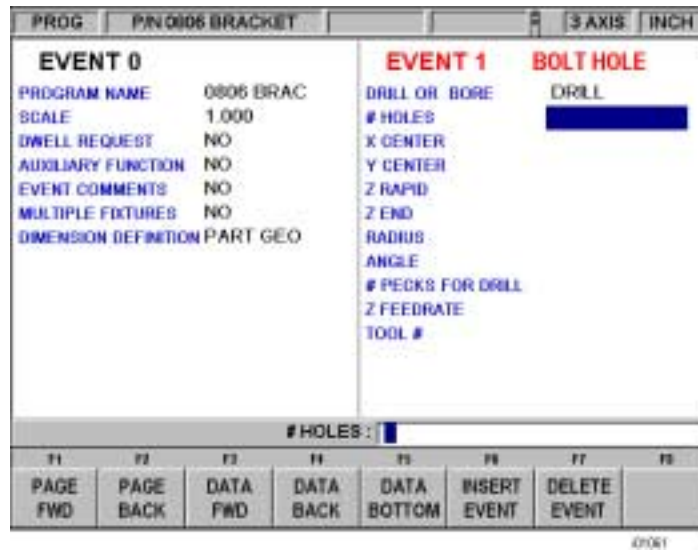 PROG P/N 0806 BRACKET 3 AXIS INCH
EVENT 0
PROGRAM NAME 0806 BRAC
SCALE 1.000
DWELL REQUEST NO
AUXILIARY FUNCTION NO
EVENT COMMENTS NO
MULTIPLE FIXTURES NO
DIMENSION DEFINITION PART GEO
EVENT 1 BOLT HOLE
DRILL OR BORE DRILL
# HOLES
X CENTER
Y CENTER
Z RAPID
Z END
RADIUS
ANGLE
# PECKS FOR DRILL
Z FEEDRATE
TOOL #
# HOLES :
F1 F2 F3 F4 F5 F6 F7 F8
PAGE FWD
PAGE BACK
DATA FWD
DATA BACK
DATA BOTTOM
INSERT EVENT
DELETE EVENT